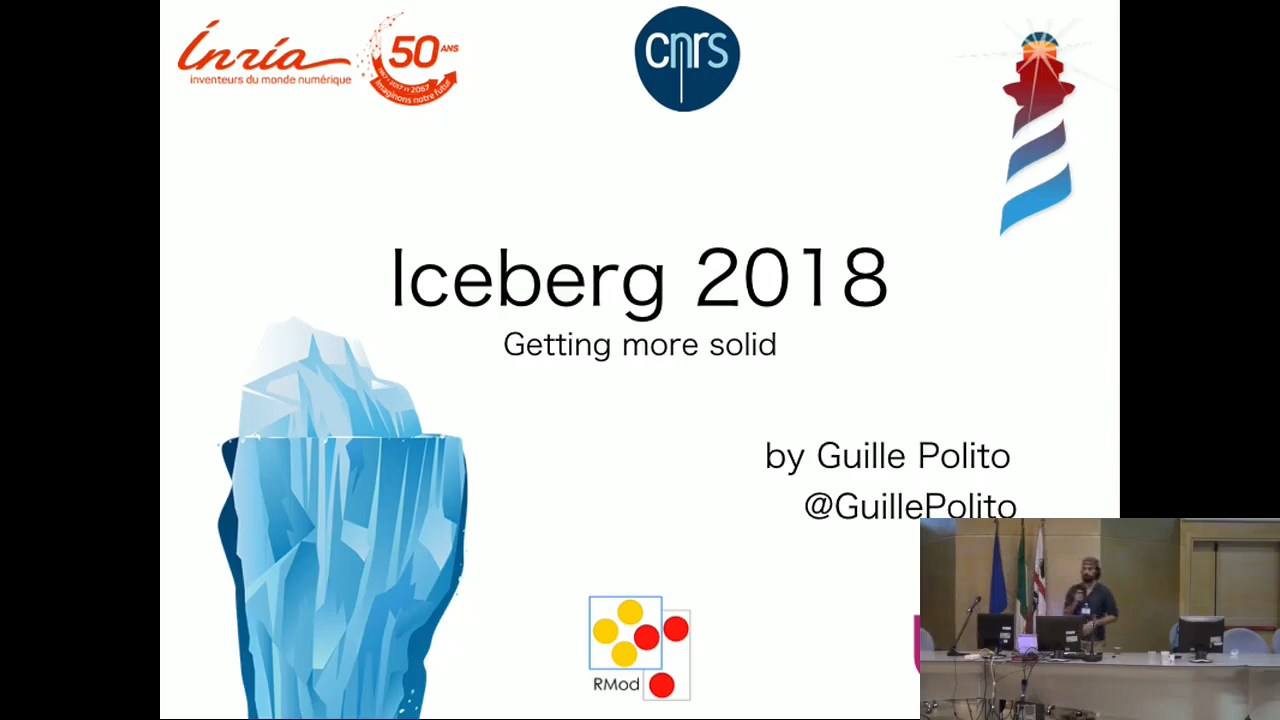 Inría
inventeurs du monde numérique
50 ANS
Imaginons notre futur
cnrs
Iceberg 2018
Getting more solid
by Guille Polito
@GuillePolito
RMod